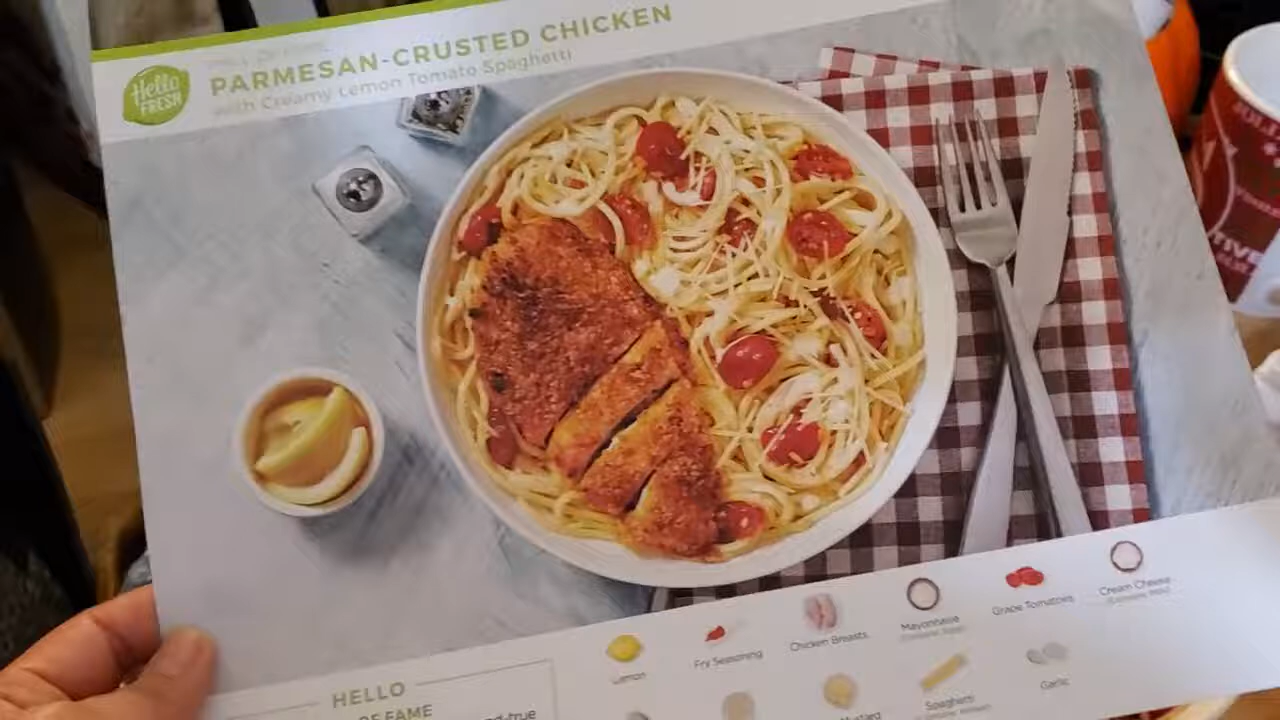 Hello
FRESH
PARMESAN-CRUSTED CHICKEN
with Creamy Lemon Tomato Spaghetti
Lemon
Fry Seasoning
Chicken Breasts
Mayonnaise
Grape Tomatoes
Cream Cheese
Mustard
Spaghetti
Garlic
HELLO
OF FAME